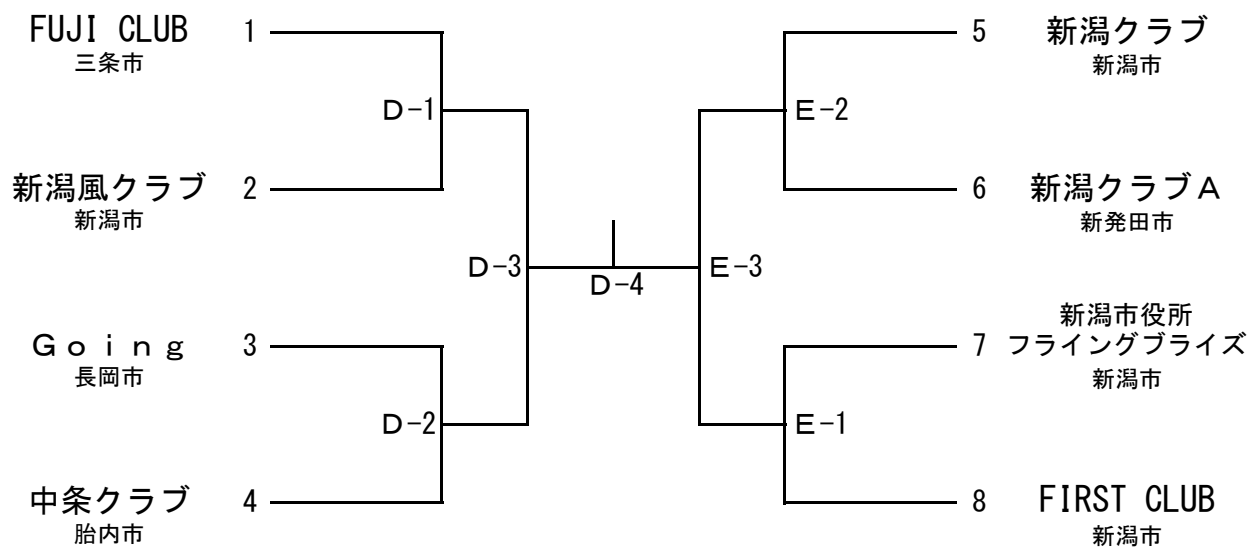 FUJI CLUB 1
三条市
D-1
新潟風クラブ 2
新潟市
D-3
Going 3
長岡市
D-2
中条クラブ 4
胎内市
D-4
5 新潟クラブ
新潟市
E-2
6 新潟クラブA
新発田市
E-3
新潟市役所
7 フライングブライズ
新潟市
E-1
8 FIRST CLUB
新潟市